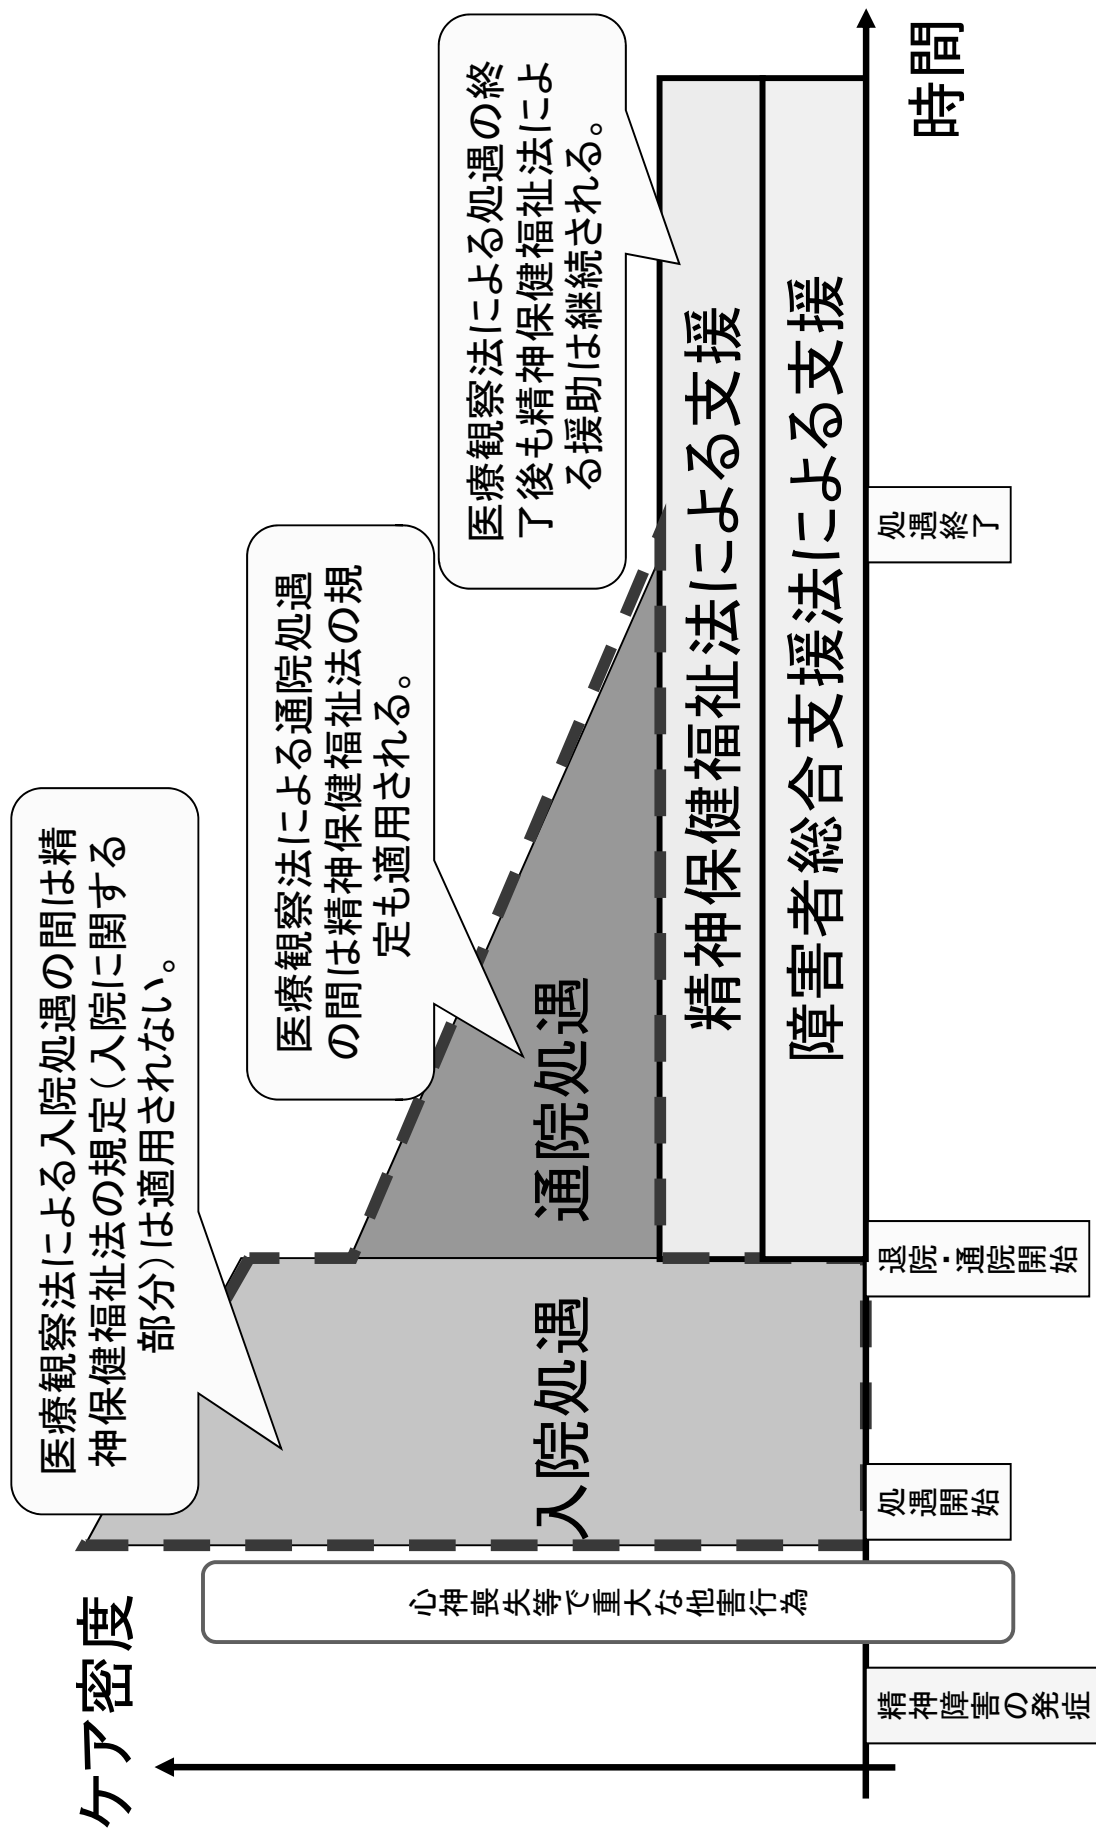 ケア密度
医療観察法による入院処遇の間は精
神保健福祉法の規定（入院に関する
部分）は適用されない。
医療観察法による通院処遇
の間は精神保健福祉法の規
定も適用される。
医療観察法による処遇の終
了後も精神保健福祉法によ
る援助は継続される。
心神喪失等で重大な他害行為
入院処遇
通院処遇
精神保健福祉法による支援
障害者総合支援法による支援
精神障害の発症
処遇開始
退院・通院開始
処遇終了
時間